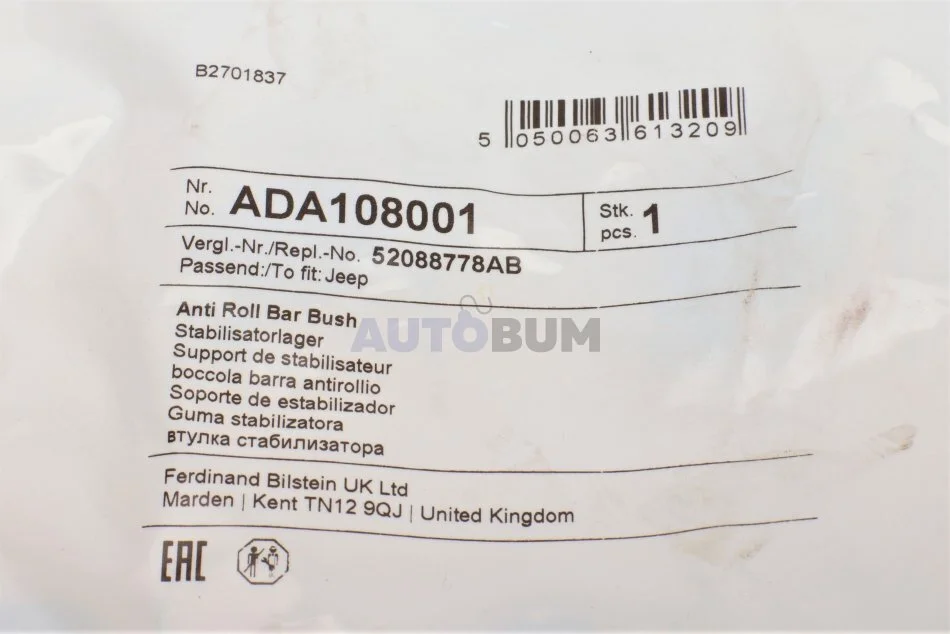 B2701837
5 050063 613209
Nr.
No. ADA108001
Stk.
pcs. 1
Vergl.-Nr./Repl.-No. 52088778AB
Passend:/To fit: Jeep
Anti Roll Bar Bush
Stabilisatorlager
Support de stabilisateur
boccola barra antirollio
Soporte de estabilizador
Guma stabilizatora
втулка стабилизатора
AUTOBUM
Ferdinand Bilstein UK Ltd
Marden | Kent TN12 9QJ | United Kingdom
EAC